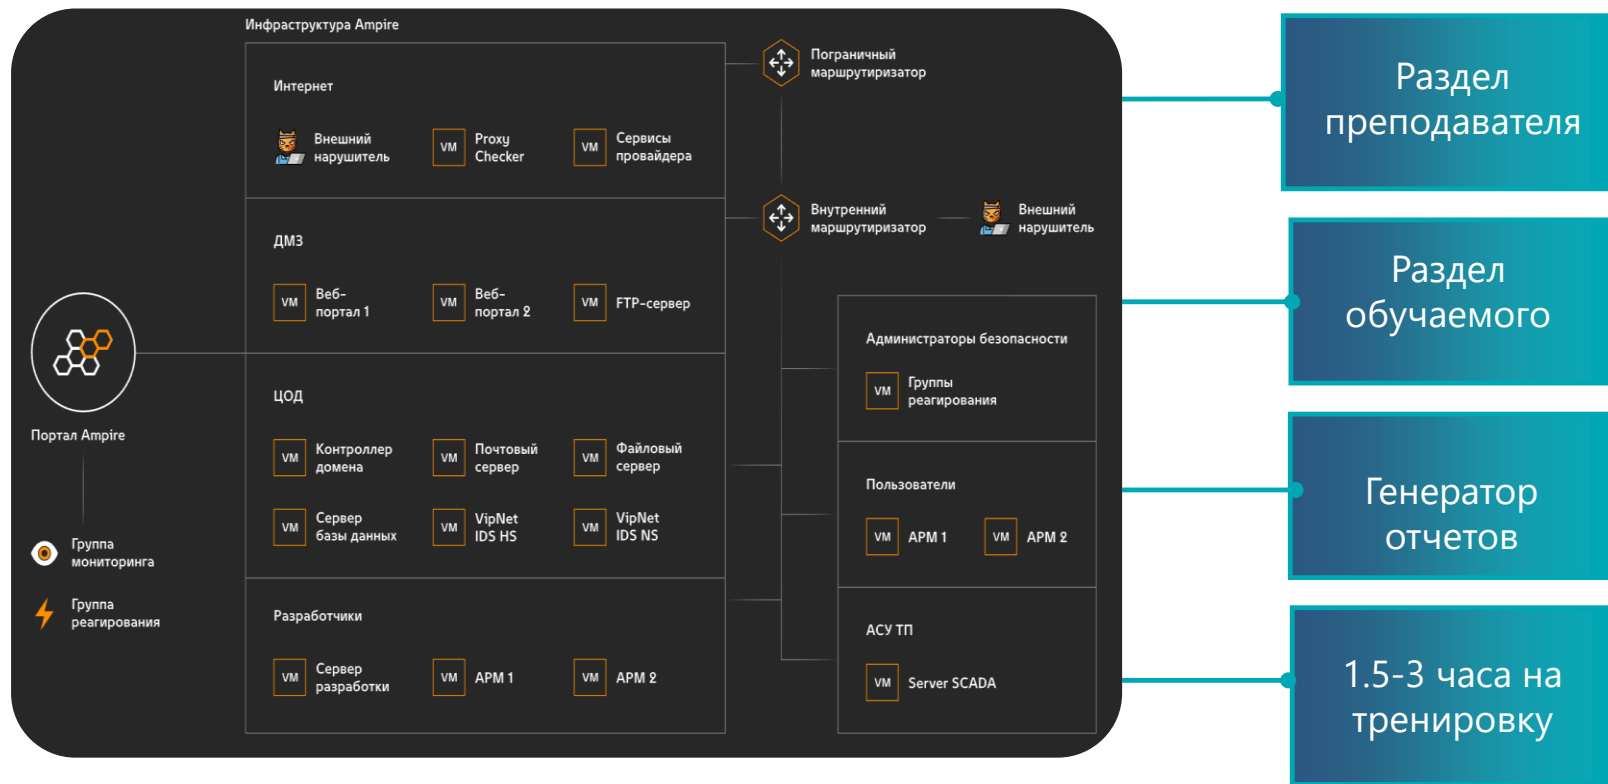 Инфраструктура Ampire
Интернет
Внешний
нарушитель
VM
Proxy
Checker
VM
Сервисы
провайдера
Пограничный
маршрутиризатор
ДМЗ
VM
Веб-
портал 1
VM
Веб-
портал 2
VM
FTP-сервер
Внутренний
маршрутиризатор
Внешний
нарушитель
Портал Ampire
Группа
мониторинга
Группа
реагирования
ЦОД
VM
Контроллер
домена
VM
Почтовый
сервер
VM
Файловый
сервер
VM
Сервер
базы данных
VM
VipNet
IDS HS
VM
VipNet
IDS NS
Разработчики
VM
Сервер
разработки
VM
АРМ 1
VM
АРМ 2
Администраторы безопасности
VM
Группы
реагирования
Пользователи
VM
АРМ 1
VM
АРМ 2
АСУ ТП
VM
Server SCADA
Раздел
преподавателя
Раздел
обучаемого
Генератор
отчетов
1.5-3 часа на
тренировку